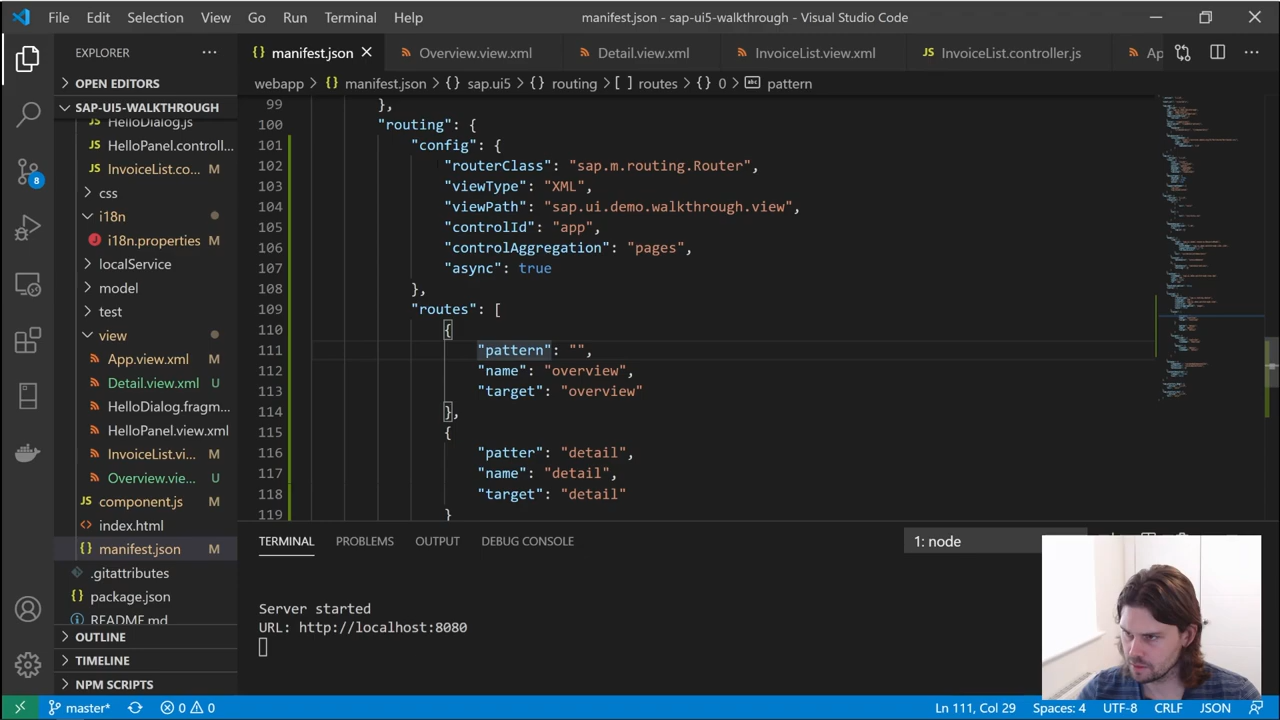 File Edit Selection View Go Run Terminal Help manifest.json - sap-ui5-walkthrough - Visual Studio Code
EXPLORER
manifest.json Overview.view.xml Detail.view.xml InvoiceList.view.xml InvoiceList.controller.js Ap
OPEN EDITORS
webapp > {} manifest.json > {} sap.ui5 > {} routing > [ ] routes > {} 0 > abc pattern
SAP-UI5-WALKTHROUGH
HelloDialog.js
HelloPanel.controll...
InvoiceList.co... M
css
i18n
i18n.properties M
localService
model
test
view
App.view.xml M
Detail.view.xml U
HelloDialog.fragm...
HelloPanel.view.xml
InvoiceList.vi... M
Overview.vie... U
component.js M
index.html
manifest.json M
.gitattributes
package.json
README.md
OUTLINE
TIMELINE
NPM SCRIPTS
8
99 },
100 "routing": {
101 "config": {
102 "routerClass": "sap.m.routing.Router",
103 "viewType": "XML",
104 "viewPath": "sap.ui.demo.walkthrough.view",
105 "controlId": "app",
106 "controlAggregation": "pages",
107 "async": true
108 },
109 "routes": [
110 {
111 "pattern": "",
112 "name": "overview",
113 "target": "overview"
114 },
115 {
116 "patter": "detail",
117 "name": "detail",
118 "target": "detail"
119 }
TERMINAL PROBLEMS OUTPUT DEBUG CONSOLE 1: node
Server started
URL: http://localhost:8080
master* 0 0 Ln 111, Col 29 Spaces: 4 UTF-8 CRLF JSON